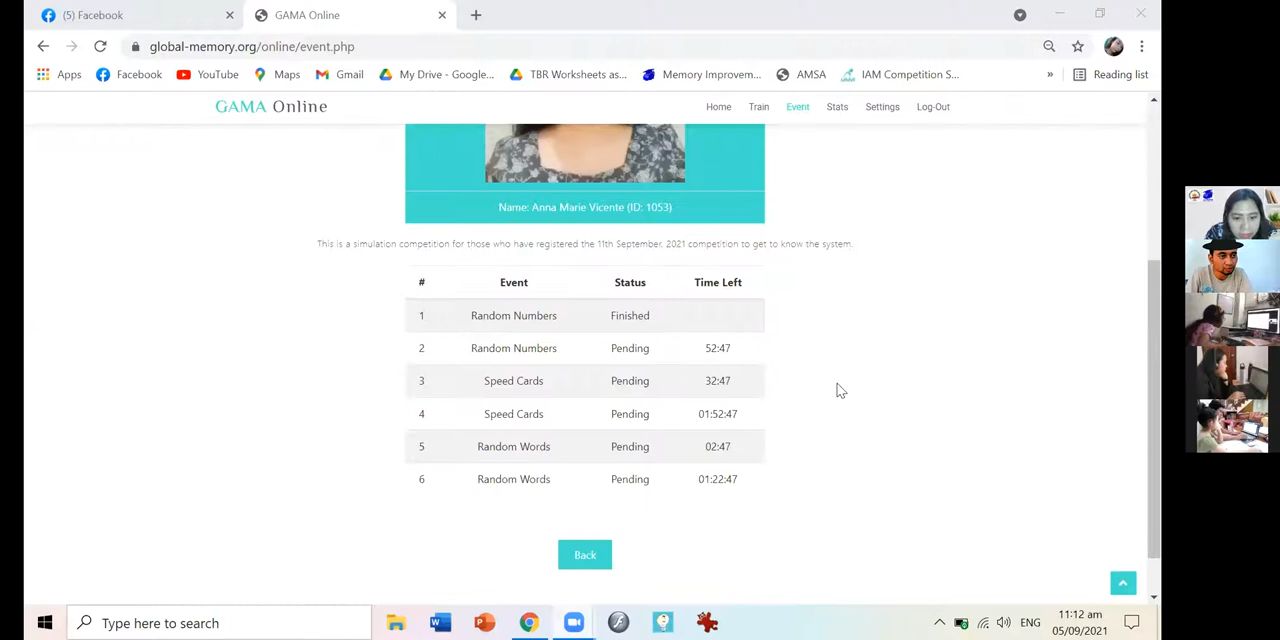 (5) Facebook
GAMA Online
global-memory.org/online/event.php
Apps Facebook YouTube Maps Gmail My Drive - Google... TBR Worksheets as... Memory Improvem... AMSA IAM Competition S... » Reading list
GAMA Online Home Train Event Stats Settings Log-Out
Name: Anna Marie Vicente (ID: 1053)
This is a simulation competition for those who have registered the 11th September, 2021 competition to get to know the system.
# Event Status Time Left
1 Random Numbers Finished
2 Random Numbers Pending 52:47
3 Speed Cards Pending 32:47
4 Speed Cards Pending 01:52:47
5 Random Words Pending 02:47
6 Random Words Pending 01:22:47
Back
Type here to search
ENG
11:12 am
05/09/2021